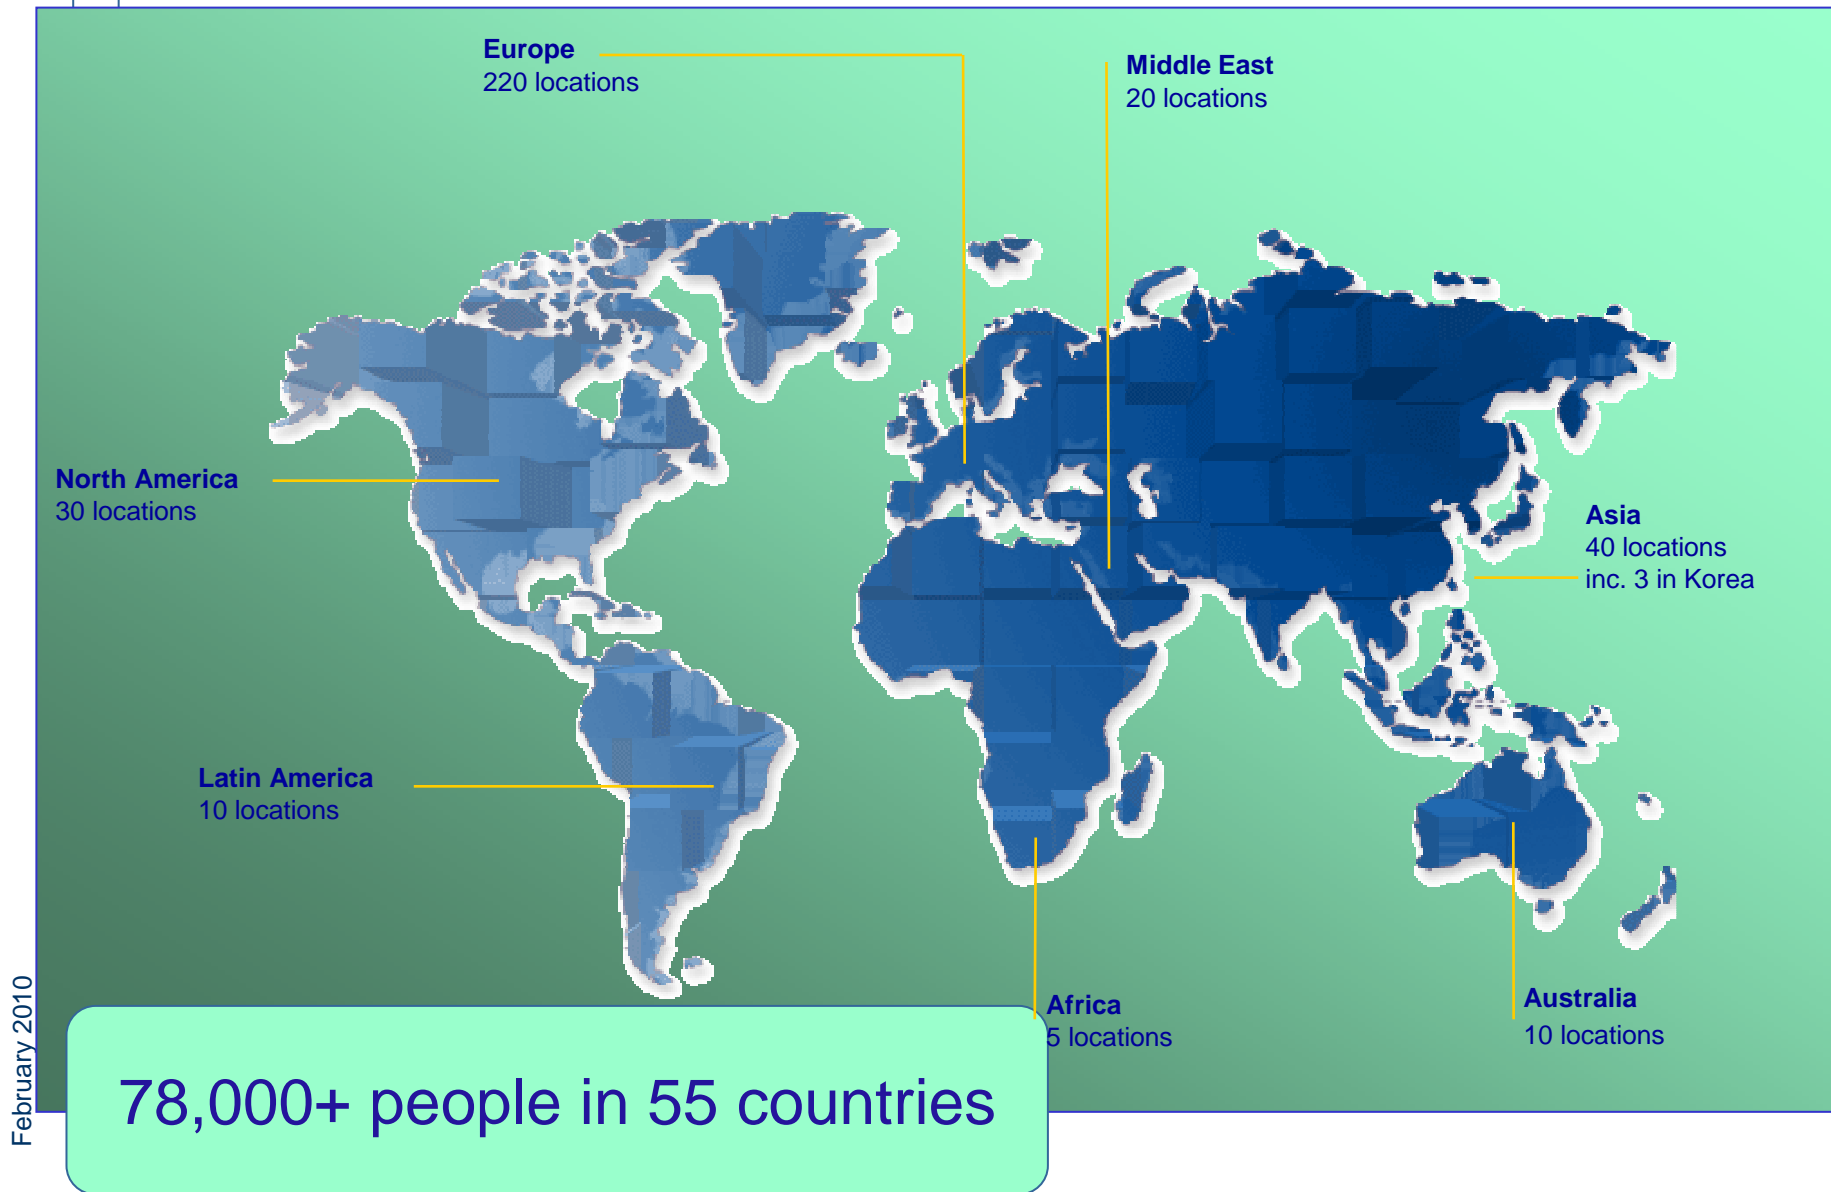 Europe
220 locations
Middle East
20 locations
North America
30 locations
Asia
40 locations
inc. 3 in Korea
Latin America
10 locations
Africa
5 locations
Australia
10 locations
78,000+ people in 55 countries
February 2010